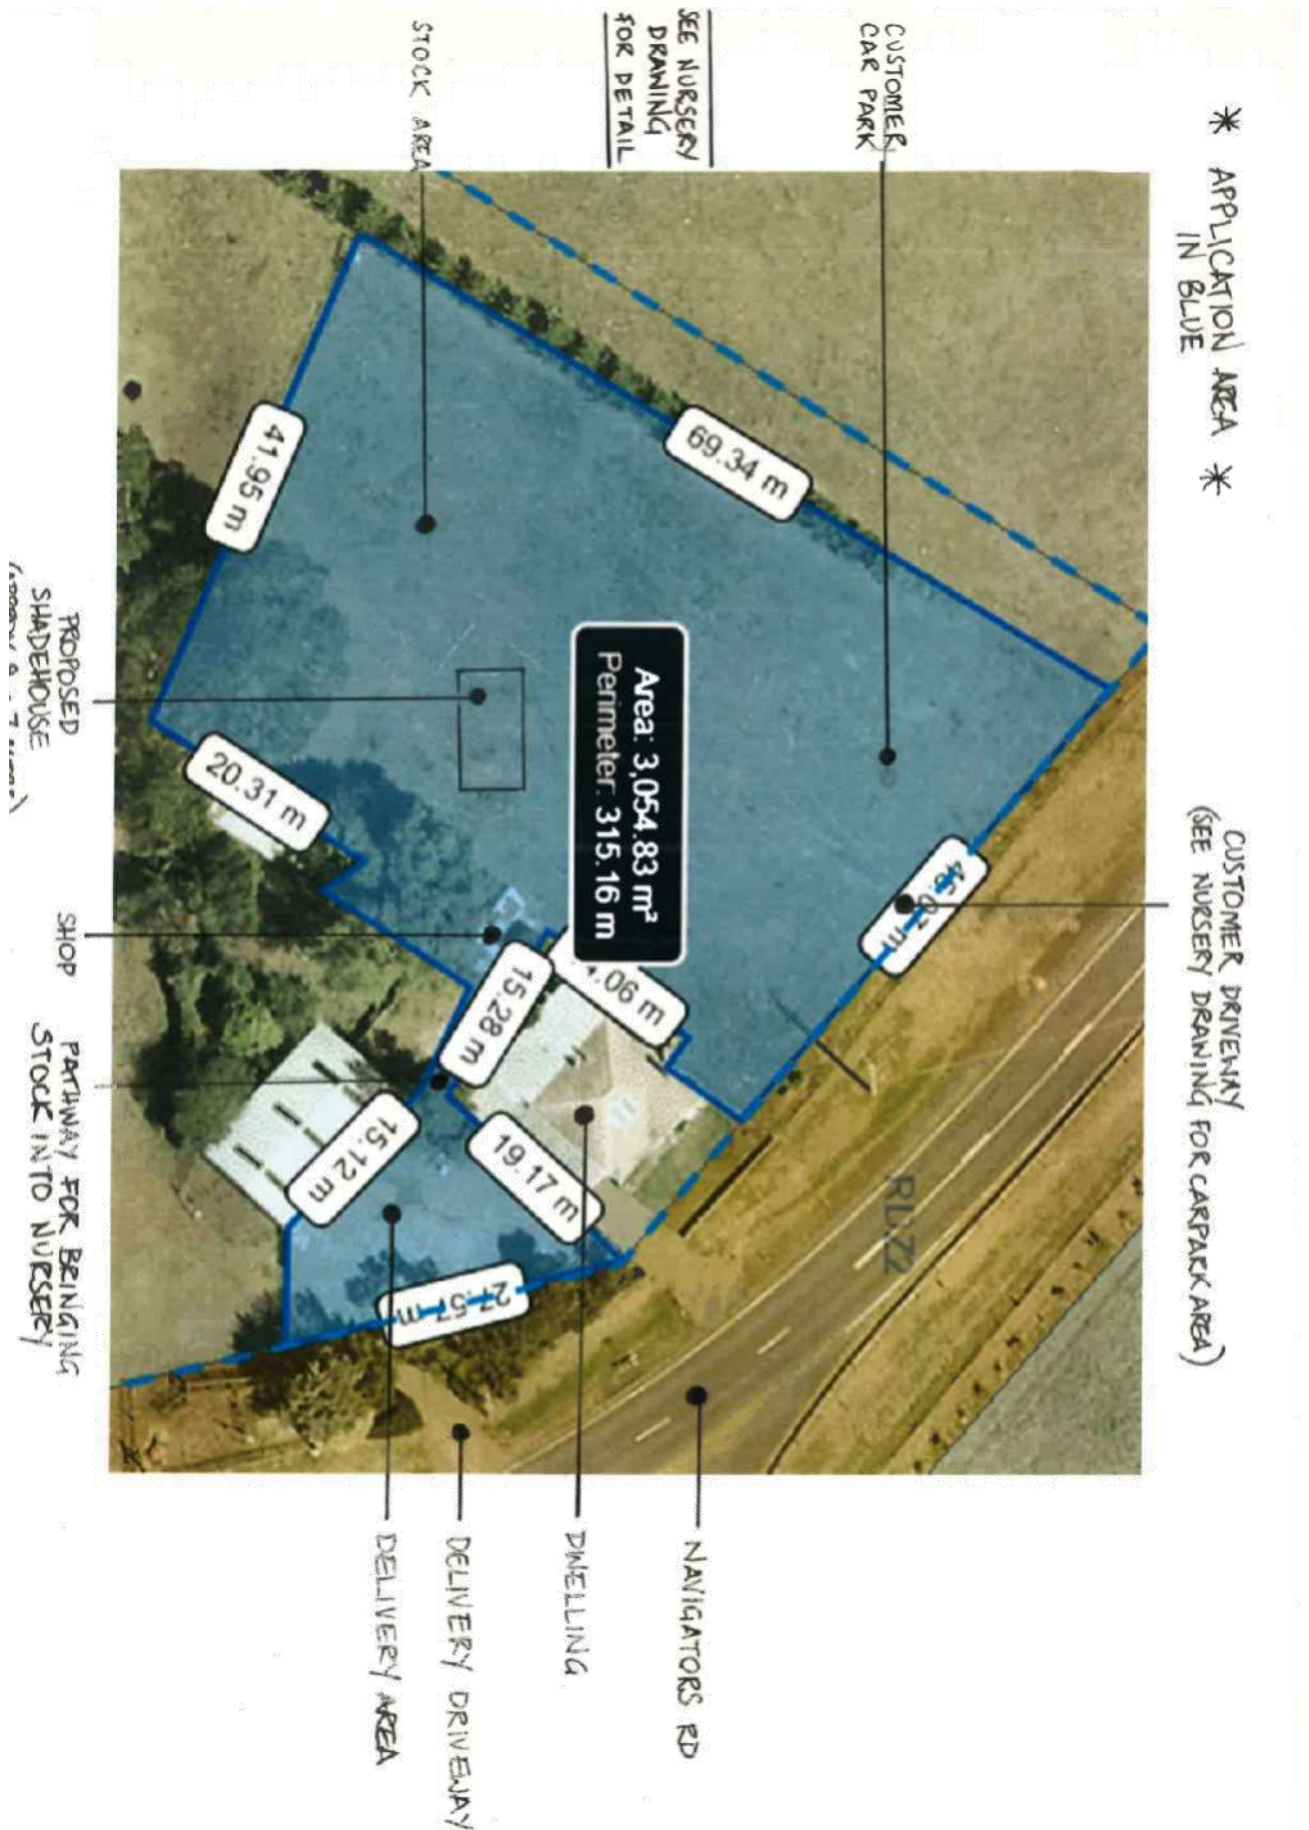 * APPLICATION AREA *
IN BLUE
CUSTOMER DRIVEWAY
(SEE NURSERY DRAWING FOR CARPARK AREA)
CUSTOMER
CAR PARK
SEE NURSERY
DRAWING
FOR DETAIL
STOCK AREA
69.34 m
41.95 m
Area: 3,054.83 m²
Perimeter: 315.16 m
20.31 m
.06 m
15.28 m
19.17 m
15.12 m
27.57 m
RD22
NAVIGATORS RD
DWELLING
DELIVERY DRIVEWAY
DELIVERY AREA
PROPOSED
SHADEHOUSE
SHOP
PATHWAY FOR BRINGING
STOCK INTO NURSERY